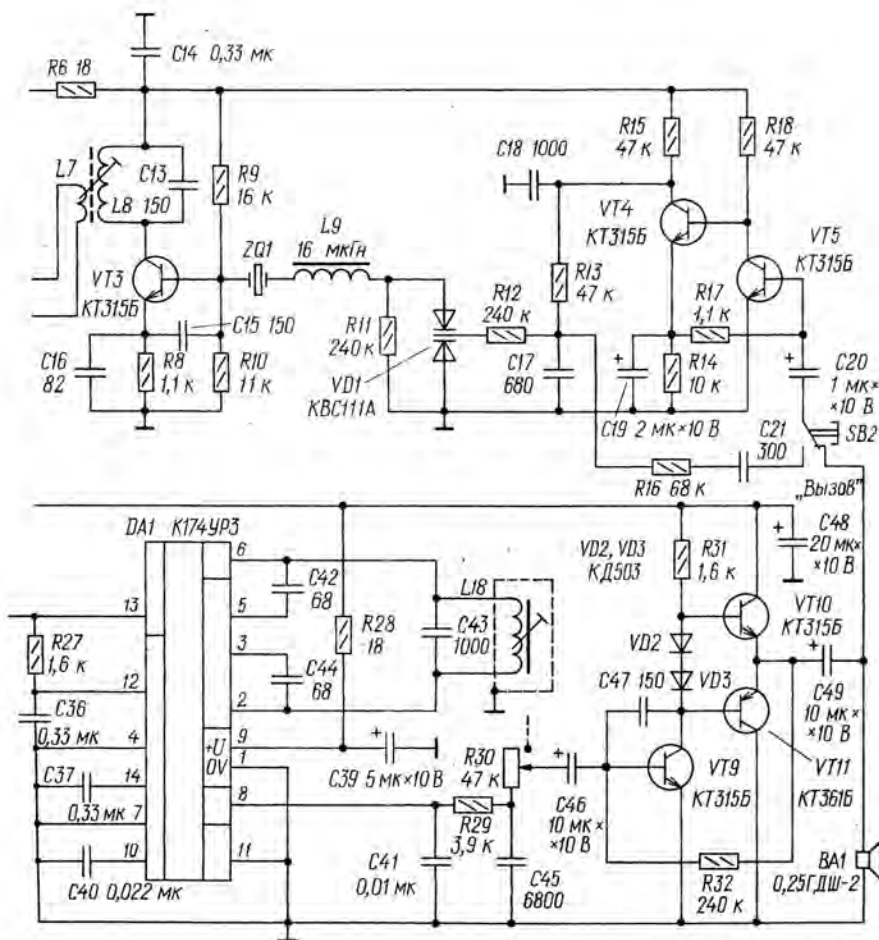 C14 0,33 мк
R6 18
R15
47 к
R18
47 к
C18 1000
L7
C13
L8 150
R9
16 к
VT4
КТ315Б
VT5
КТ315Б
L9
16 мкГн
ZQ1
VT3
КТ315Б
R13
47 к
R12
240 к
R17
1,1 к
C15 150
R11
240 к
C16
82
R8
1,1 к
R10
11 к
C17
680
R14
10 к
C20
1 мк×
×10 В
VD1
КВС111А
C19 2 мк×10 В
C21
300
SB2
R16 68 к
„Вызов"
DA1 К174УР3
6
C42
68
5
13
3
R27
1,6 к
C44
68
12
2
R28
18
C43
1000
L18
VD2, VD3
КД503
R31
1,6 к
C48
20 мк×
×10 В
VT10
КТ315Б
VD2
C47 150
VD3
C36
0,33 мк
4
+U
9
0V
1
C39 5 мк×10 В
R30
47 к
C49
10 мк×
×10 В
C37
14
0,33 мк 7
8
VT9
КТ315Б
VT11
КТ361Б
R29
3,9 к
C46
10 мк×
×10 В
10
11
C40 0,022 мк
C41
0,01 мк
C45
6800
R32
240 к
BA1
0,25ГДШ-2